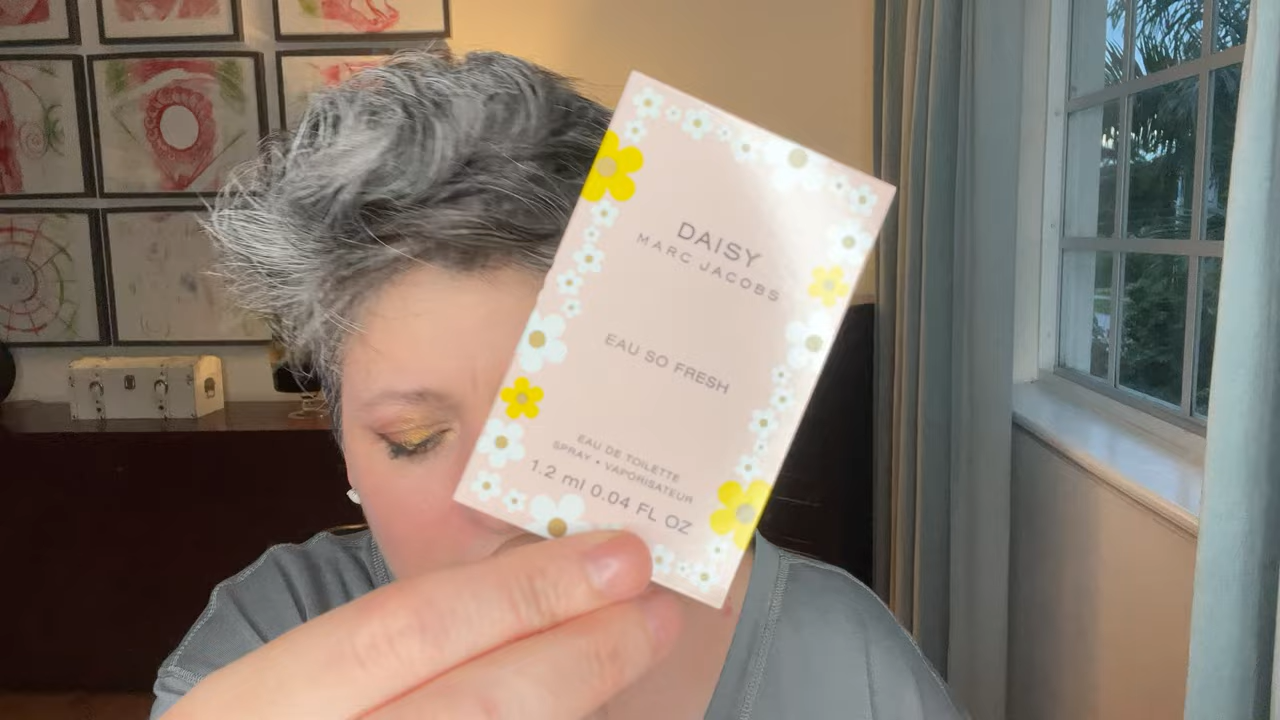 DAISY
MARC JACOBS
EAU SO FRESH
EAU DE TOILETTE
SPRAY • VAPORISATEUR
1.2 ml 0.04 FL OZ